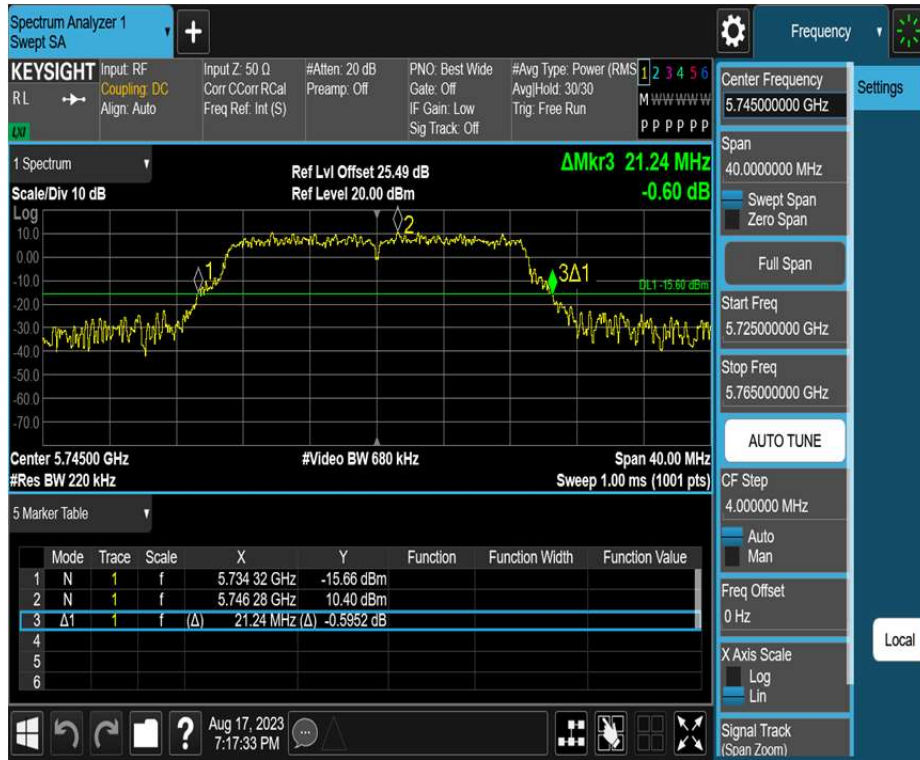 Spectrum Analyzer 1
Swept SA
+
Frequency
KEYSIGHT
RL
LXI
Input: RF
Coupling: DC
Align: Auto
Input Z: 50 Ω
Corr CCorr RCal
Freq Ref: Int (S)
#Atten: 20 dB
Preamp: Off
PNO: Best Wide
Gate: Off
IF Gain: Low
Sig Track: Off
#Avg Type: Power (RMS
Avg|Hold: 30/30
Trig: Free Run
1 2 3 4 5 6
M W W W W W
P P P P P P
1 Spectrum
Scale/Div 10 dB
Ref Lvl Offset 25.49 dB
Ref Level 20.00 dBm
ΔMkr3 21.24 MHz
-0.60 dB
Log
10.0
0.00
-10.0
-20.0
-30.0
-40.0
-50.0
-60.0
-70.0
1
2
3Δ1
DL1 -15.60 dBm
Center 5.74500 GHz
#Res BW 220 kHz
#Video BW 680 kHz
Span 40.00 MHz
Sweep 1.00 ms (1001 pts)
5 Marker Table
Mode Trace Scale X Y Function Function Width Function Value
1 N 1 f 5.734 32 GHz -15.66 dBm
2 N 1 f 5.746 28 GHz 10.40 dBm
3 Δ1 1 f (Δ) 21.24 MHz (Δ) -0.5952 dB
4
5
6
?
Aug 17, 2023
7:17:33 PM
Center Frequency
5.745000000 GHz
Span
40.0000000 MHz
Swept Span
Zero Span
Full Span
Start Freq
5.725000000 GHz
Stop Freq
5.765000000 GHz
AUTO TUNE
CF Step
4.000000 MHz
Auto
Man
Freq Offset
0 Hz
X Axis Scale
Log
Lin
Signal Track
(Span Zoom)
Settings
Local